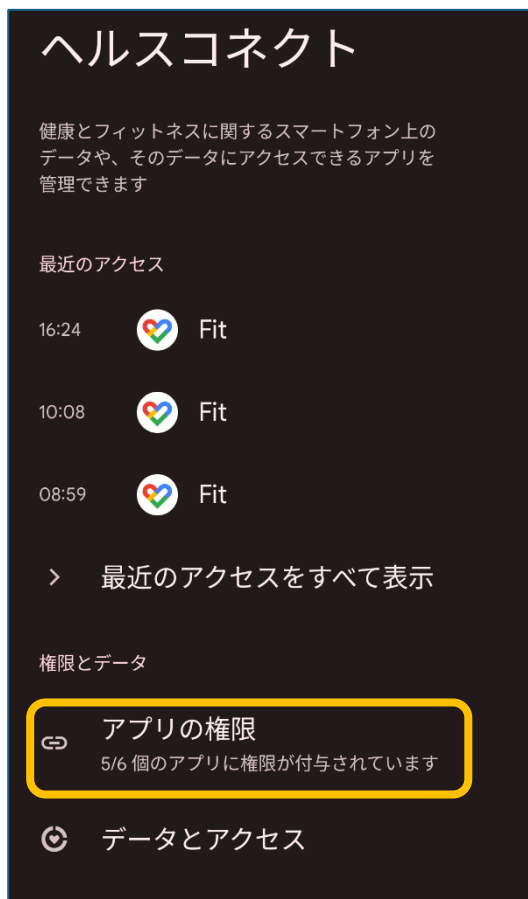 ヘルスコネクト
健康とフィットネスに関するスマートフォン上の
データや、そのデータにアクセスできるアプリを
管理できます
最近のアクセス
16:24 Fit
10:08 Fit
08:59 Fit
最近のアクセスをすべて表示
権限とデータ
アプリの権限
5/6 個のアプリに権限が付与されています
データとアクセス